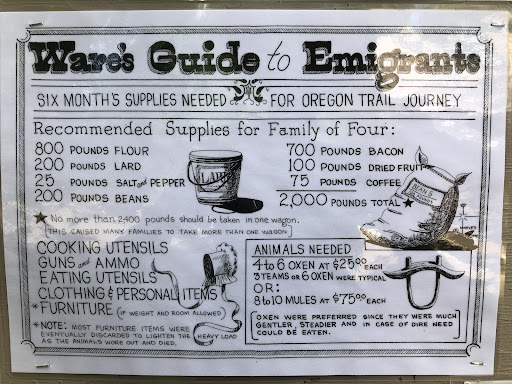 Ware's Guide to Emigrants
SIX MONTH'S SUPPLIES NEEDED FOR OREGON TRAIL JOURNEY
Recommended Supplies for Family of Four:
800 POUNDS FLOUR
200 POUNDS LARD
25 POUNDS SALT and PEPPER
200 POUNDS BEANS
LARD
700 POUNDS BACON
100 POUNDS DRIED FRUIT
75 POUNDS COFFEE
2,000 POUNDS TOTAL ★
BEAN'S
★ No more than 2400 pounds should be taken in one wagon.
(THIS CAUSED MANY FAMILIES TO TAKE MORE THAN ONE WAGON)
COOKING UTENSILS
GUNS and AMMO
EATING UTENSILS
CLOTHING & PERSONAL ITEMS
*FURNITURE (IF WEIGHT AND ROOM ALLOWED)
*NOTE: MOST FURNITURE ITEMS WERE
EVENTUALLY DISCARDED TO LIGHTEN THE HEAVY LOAD
AS THE ANIMALS WORE OUT AND DIED.
ANIMALS NEEDED
4 to 6 OXEN AT $25.00 EACH
3 TEAMS OR 6 OXEN WERE TYPICAL
OR:
8 to 10 MULES AT $75.00 EACH
(OXEN WERE PREFERRED SINCE THEY WERE MUCH
GENTLER, STEADIER AND IN CASE OF DIRE NEED
COULD BE EATEN.